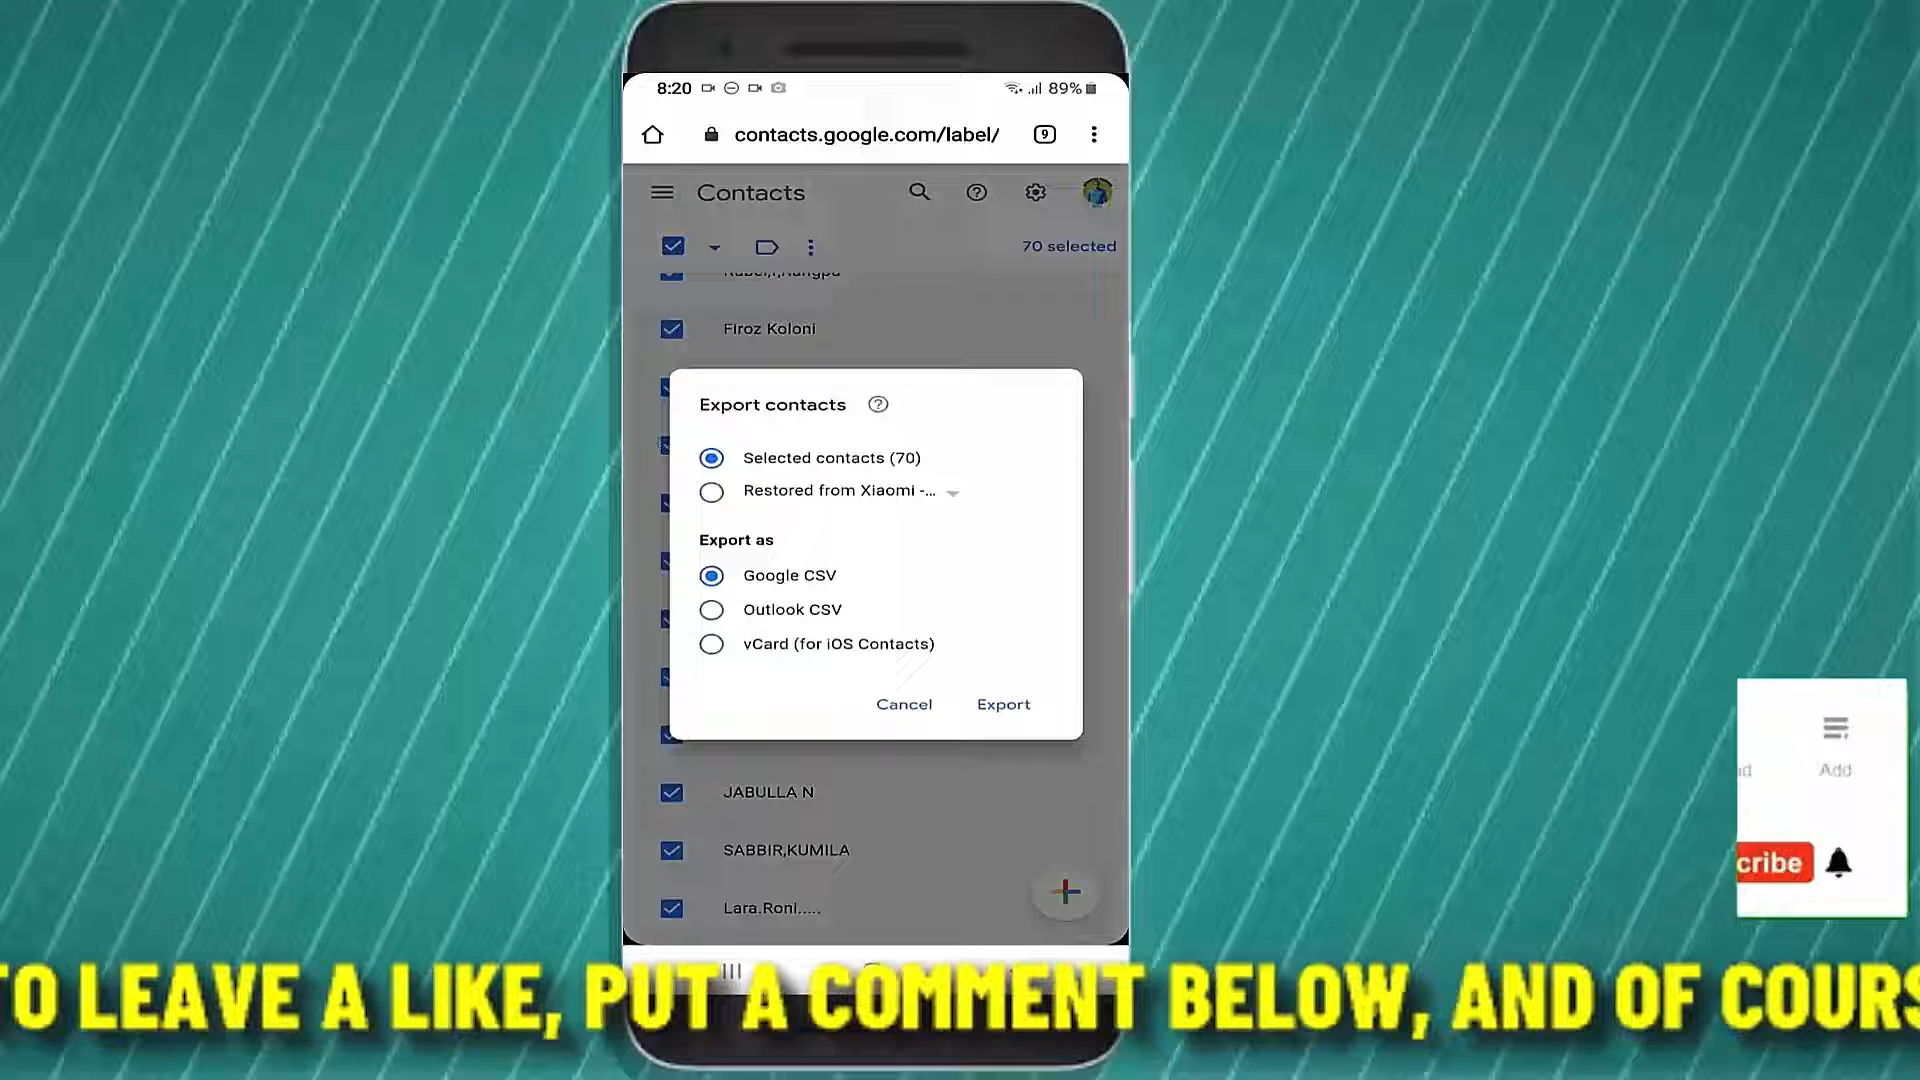 8:20 89%
contacts.google.com/label/ 9
Contacts
70 selected
Firoz Koloni
Export contacts
Selected contacts (70)
Restored from Xiaomi -...
Export as
Google CSV
Outlook CSV
vCard (for iOS Contacts)
Cancel Export
JABULLA N
SABBIR,KUMILA
Lara.Roni.....
Add
cribe
TO LEAVE A LIKE, PUT A COMMENT BELOW, AND OF COURS